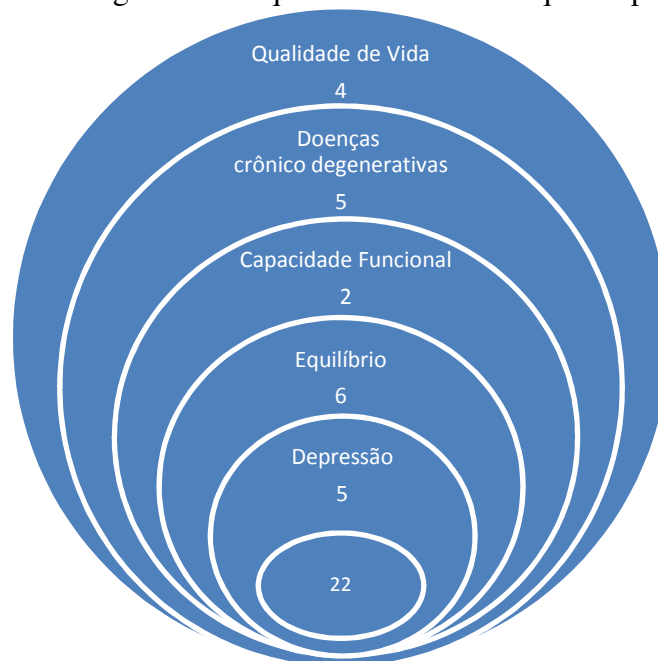 Qualidade de Vida
4
Doenças
crônico degenerativas
5
Capacidade Funcional
2
Equilíbrio
6
Depressão
5
22